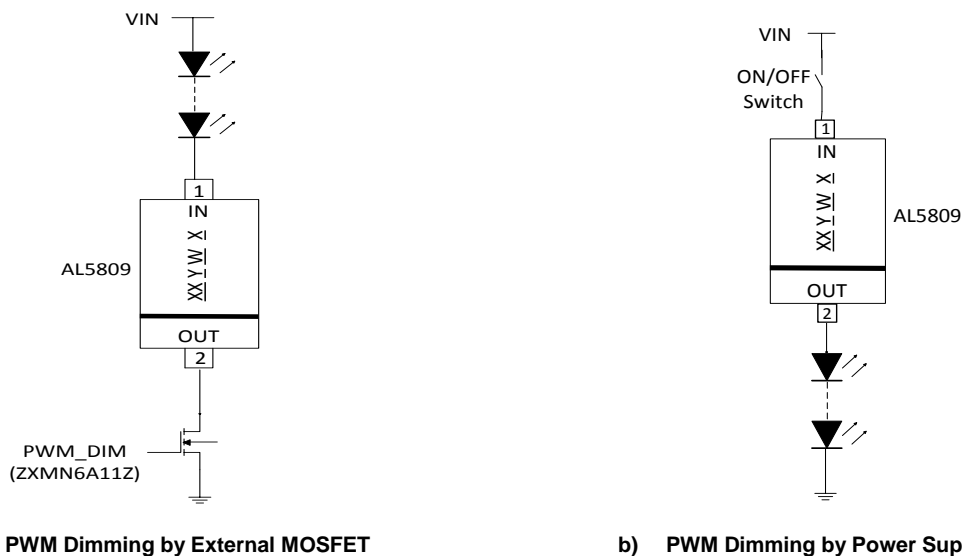 VIN
1
IN
XX Y W X
AL5809
OUT
2
PWM_DIM
(ZXMN6A11Z)
PWM Dimming by External MOSFET
VIN
ON/OFF
Switch
1
IN
XX Y W X
AL5809
OUT
2
b) PWM Dimming by Power Sup